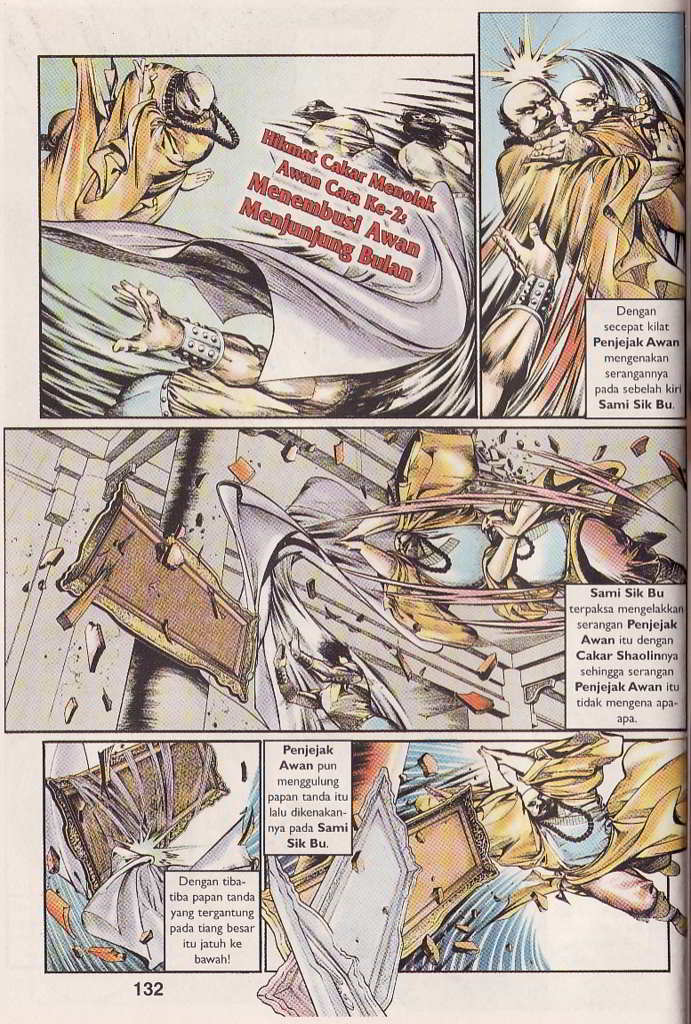 Hikmat Cakar Menolak
Awan Cara Ke-2:
Menembusi Awan
Menjunjung Bulan
Dengan
secepat kilat
Penjejak Awan
mengenakan
serangannya
pada sebelah kiri
Sami Sik Bu.
Sami Sik Bu
terpaksa mengelakkan
serangan Penjejak
Awan itu dengan
Cakar Shaolinnya
sehingga serangan
Penjejak Awan itu
tidak mengena apa-
apa.
Dengan tiba-
tiba papan tanda
yang tergantung
pada tiang besar
itu jatuh ke
bawah!
Penjejak
Awan pun
menggulung
papan tanda itu
lalu dikenakan-
nya pada Sami
Sik Bu.
132